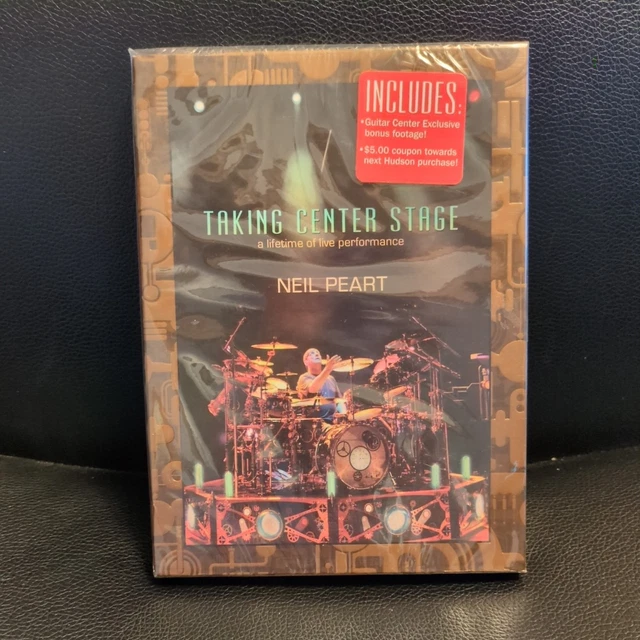 INCLUDES:
•Guitar Center Exclusive
bonus footage!
•$5.00 coupon towards
next Hudson purchase!
TAKING CENTER STAGE
a lifetime of live performance
NEIL PEART